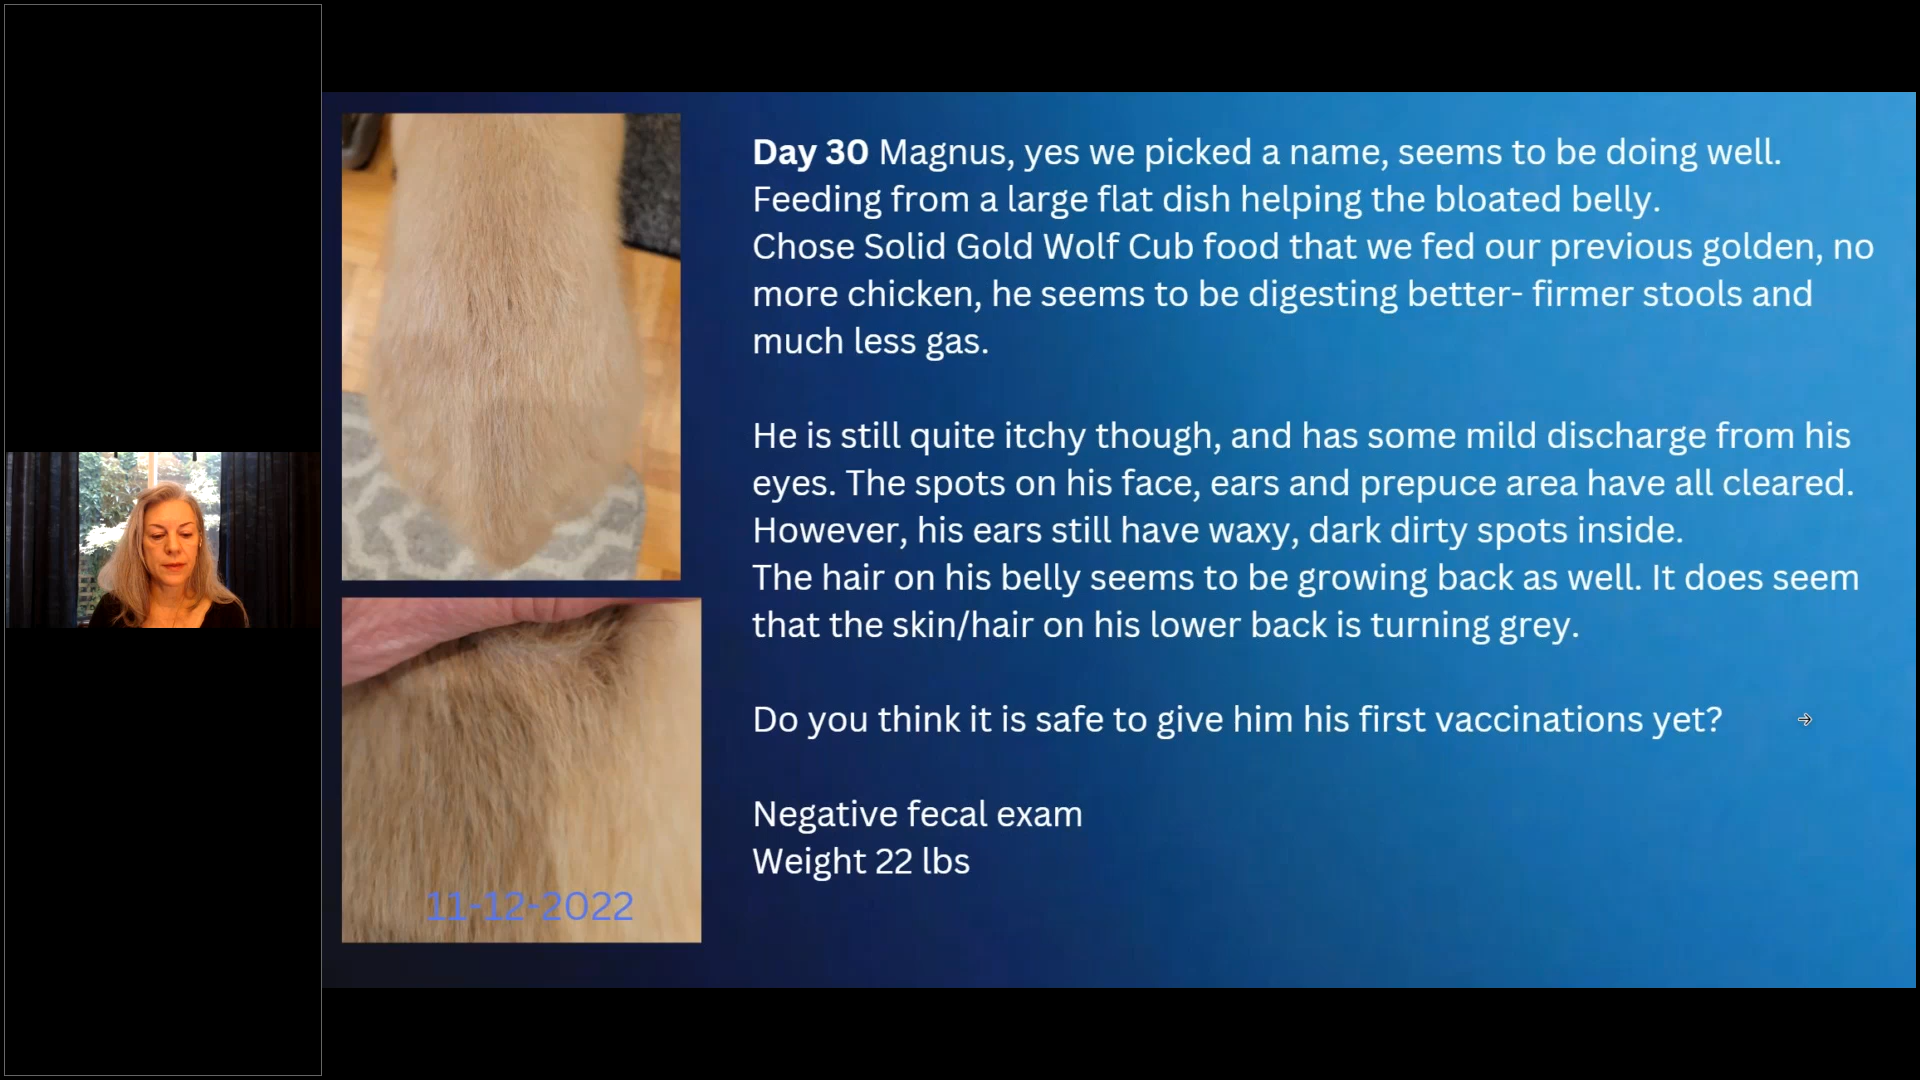 Day 30 Magnus, yes we picked a name, seems to be doing well.
Feeding from a large flat dish helping the bloated belly.
Chose Solid Gold Wolf Cub food that we fed our previous golden, no
more chicken, he seems to be digesting better- firmer stools and
much less gas.
He is still quite itchy though, and has some mild discharge from his
eyes. The spots on his face, ears and prepuce area have all cleared.
However, his ears still have waxy, dark dirty spots inside.
The hair on his belly seems to be growing back as well. It does seem
that the skin/hair on his lower back is turning grey.
Do you think it is safe to give him his first vaccinations yet?
Negative fecal exam
Weight 22 lbs
11-12-2022